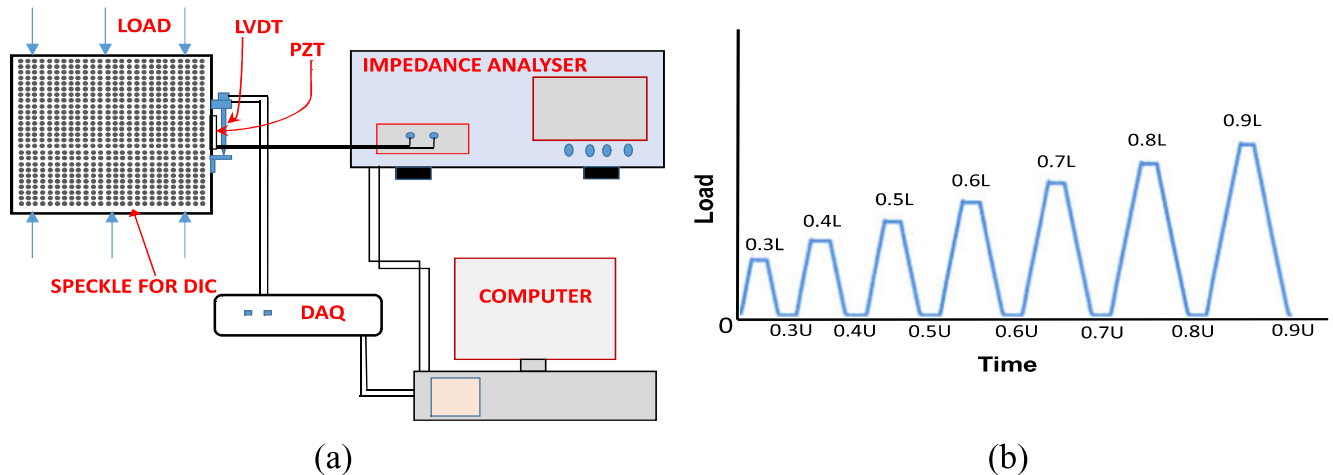 LOAD
LVDT
PZT
IMPEDANCE ANALYSER
SPECKLE FOR DIC
DAQ
COMPUTER
(a)
Load
0.3L
0.4L
0.5L
0.6L
0.7L
0.8L
0.9L
0
0.3U
0.4U
0.5U
0.6U
0.7U
0.8U
0.9U
Time
(b)